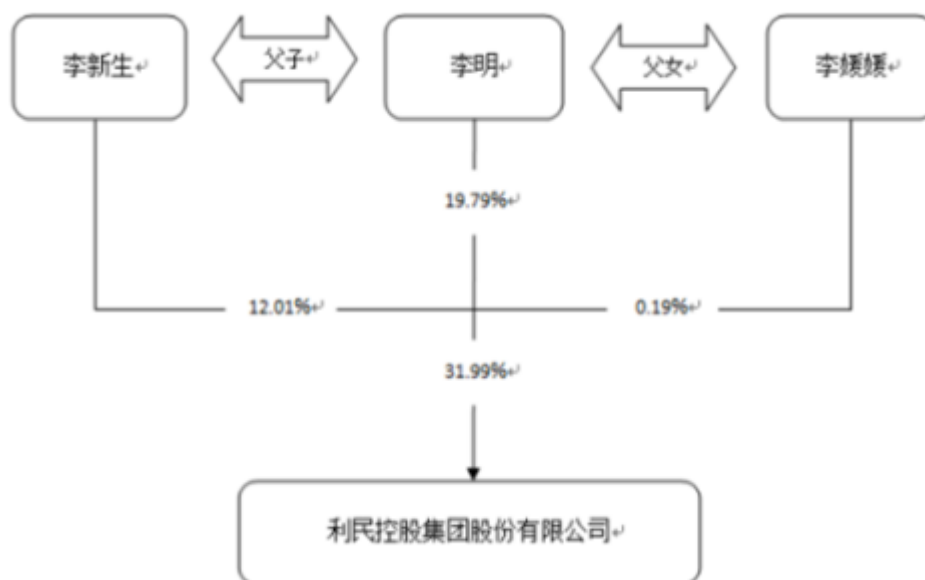 李新生
父子
李明
父女
李媛媛
19.79%
12.01%
0.19%
31.99%
利民控股集团股份有限公司